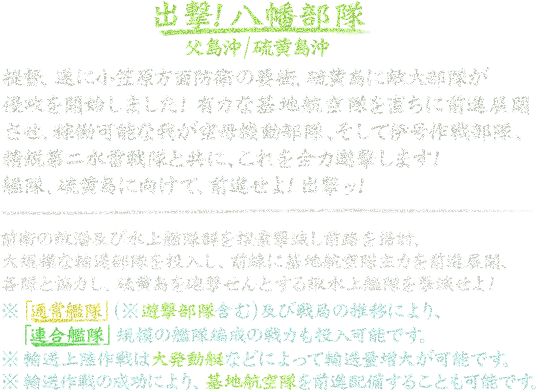 出撃！八幡部隊
父島沖/硫黄島沖
提督、遂に小笠原方面防衛の要衝、硫黄島に敵大部隊が
侵攻を開始しました！有力な基地航空隊を直ちに前進展開
させ、稼働可能な我が空母機動部隊、そして伊号作戦部隊、
精鋭第二水雷戦隊と共に、これを全力迎撃します！
艦隊、硫黄島に向けて、前進せよ！出撃ッ！
前衛の敵潜及び水上艦隊群を捜索撃滅し前路を掃討、
大規模な輸送部隊を投入し、前線に基地航空隊主力を前進展開、
各隊と協力し、硫黄島を砲撃せんとする敵水上艦隊を撃滅せよ！
※「通常艦隊」(※遊撃部隊含む)及び戦局の推移により、
「連合艦隊」規模の艦隊編成の戦力も投入可能です。
※輸送上陸作戦は大発動艇などによって輸送量増大が可能です。
※輸送作戦の成功により、基地航空隊を前進配備することも可能です。